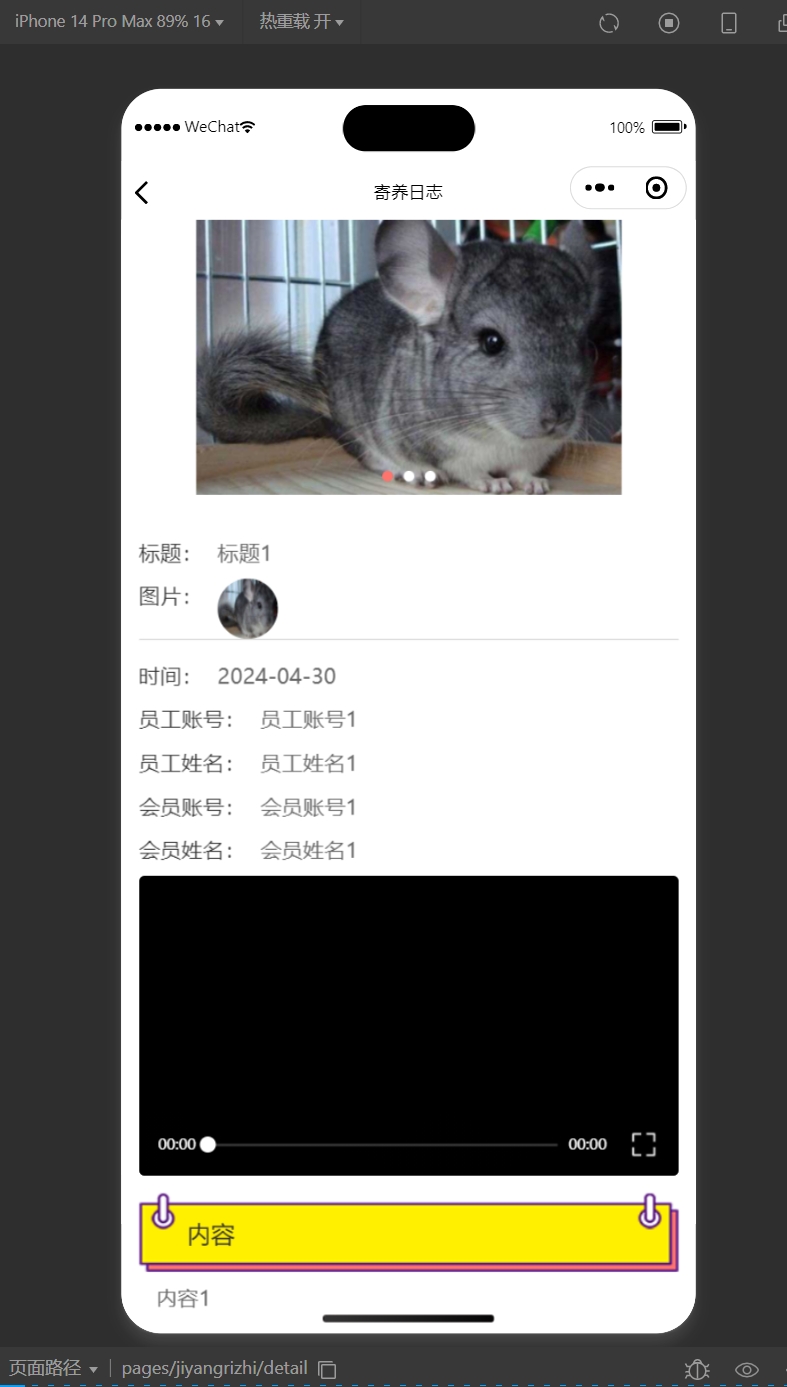 iPhone 14 Pro Max 89% 16 热重载 开
WeChat 100%
寄养日志
标题： 标题1
图片：
时间： 2024-04-30
员工账号： 员工账号1
员工姓名： 员工姓名1
会员账号： 会员账号1
会员姓名： 会员姓名1
00:00 00:00
内容
内容1
页面路径 pages/jiyangrizhi/detail